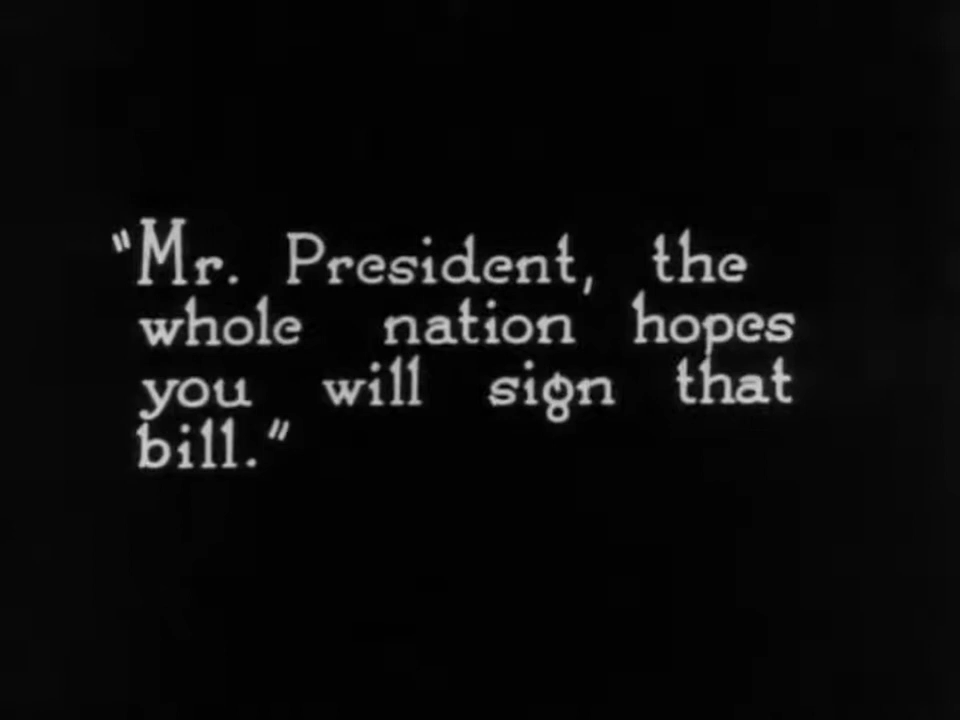 "Mr. President, the
whole nation hopes
you will sign that
bill."